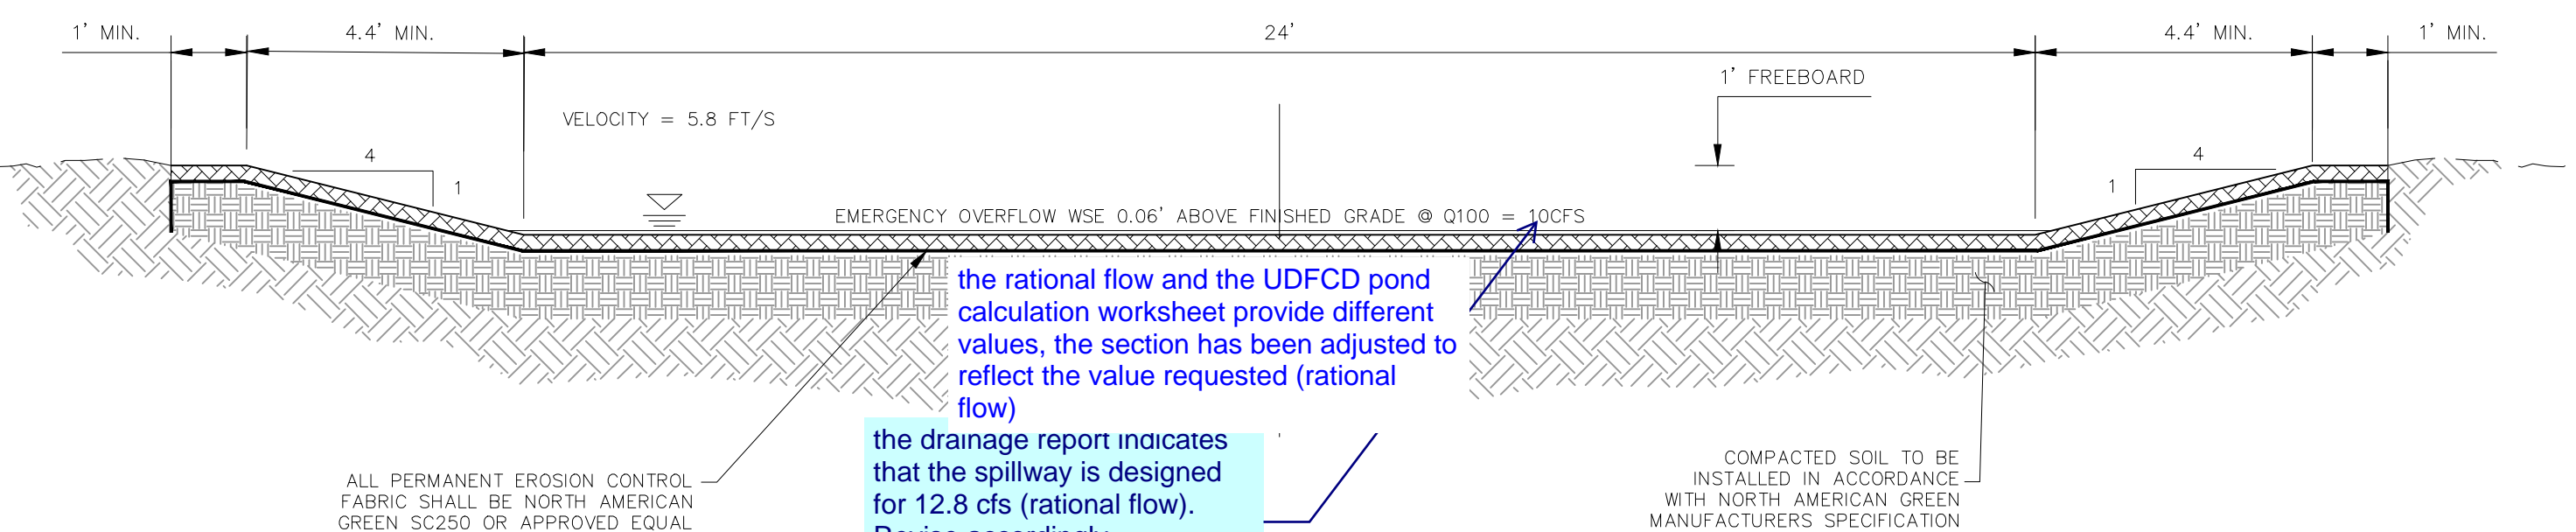 1' MIN.
4.4' MIN.
24'
4.4' MIN.
1' MIN.
1' FREEBOARD
VELOCITY = 5.8 FT/S
4
1
4
1
EMERGENCY OVERFLOW WSE 0.06' ABOVE FINISHED GRADE @ Q100 = 10CFS
the rational flow and the UDFCD pond
calculation worksheet provide different
values, the section has been adjusted to
reflect the value requested (rational
flow)
the drainage report indicates
that the spillway is designed
for 12.8 cfs (rational flow).
Revise accordingly
ALL PERMANENT EROSION CONTROL
FABRIC SHALL BE NORTH AMERICAN
GREEN SC250 OR APPROVED EQUAL
COMPACTED SOIL TO BE
INSTALLED IN ACCORDANCE
WITH NORTH AMERICAN GREEN
MANUFACTURERS SPECIFICATION